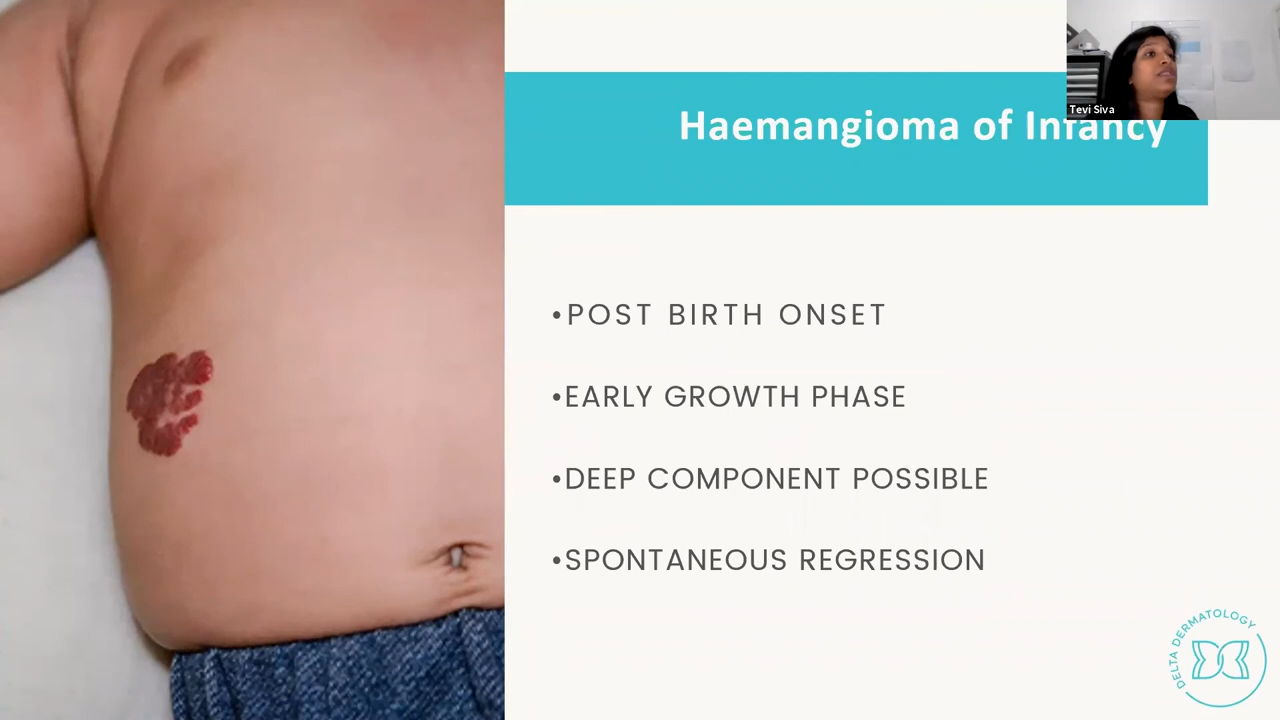 Tevi Siva
Haemangioma of Infancy
•POST BIRTH ONSET
•EARLY GROWTH PHASE
•DEEP COMPONENT POSSIBLE
•SPONTANEOUS REGRESSION
DELTA DERMATOLOGY